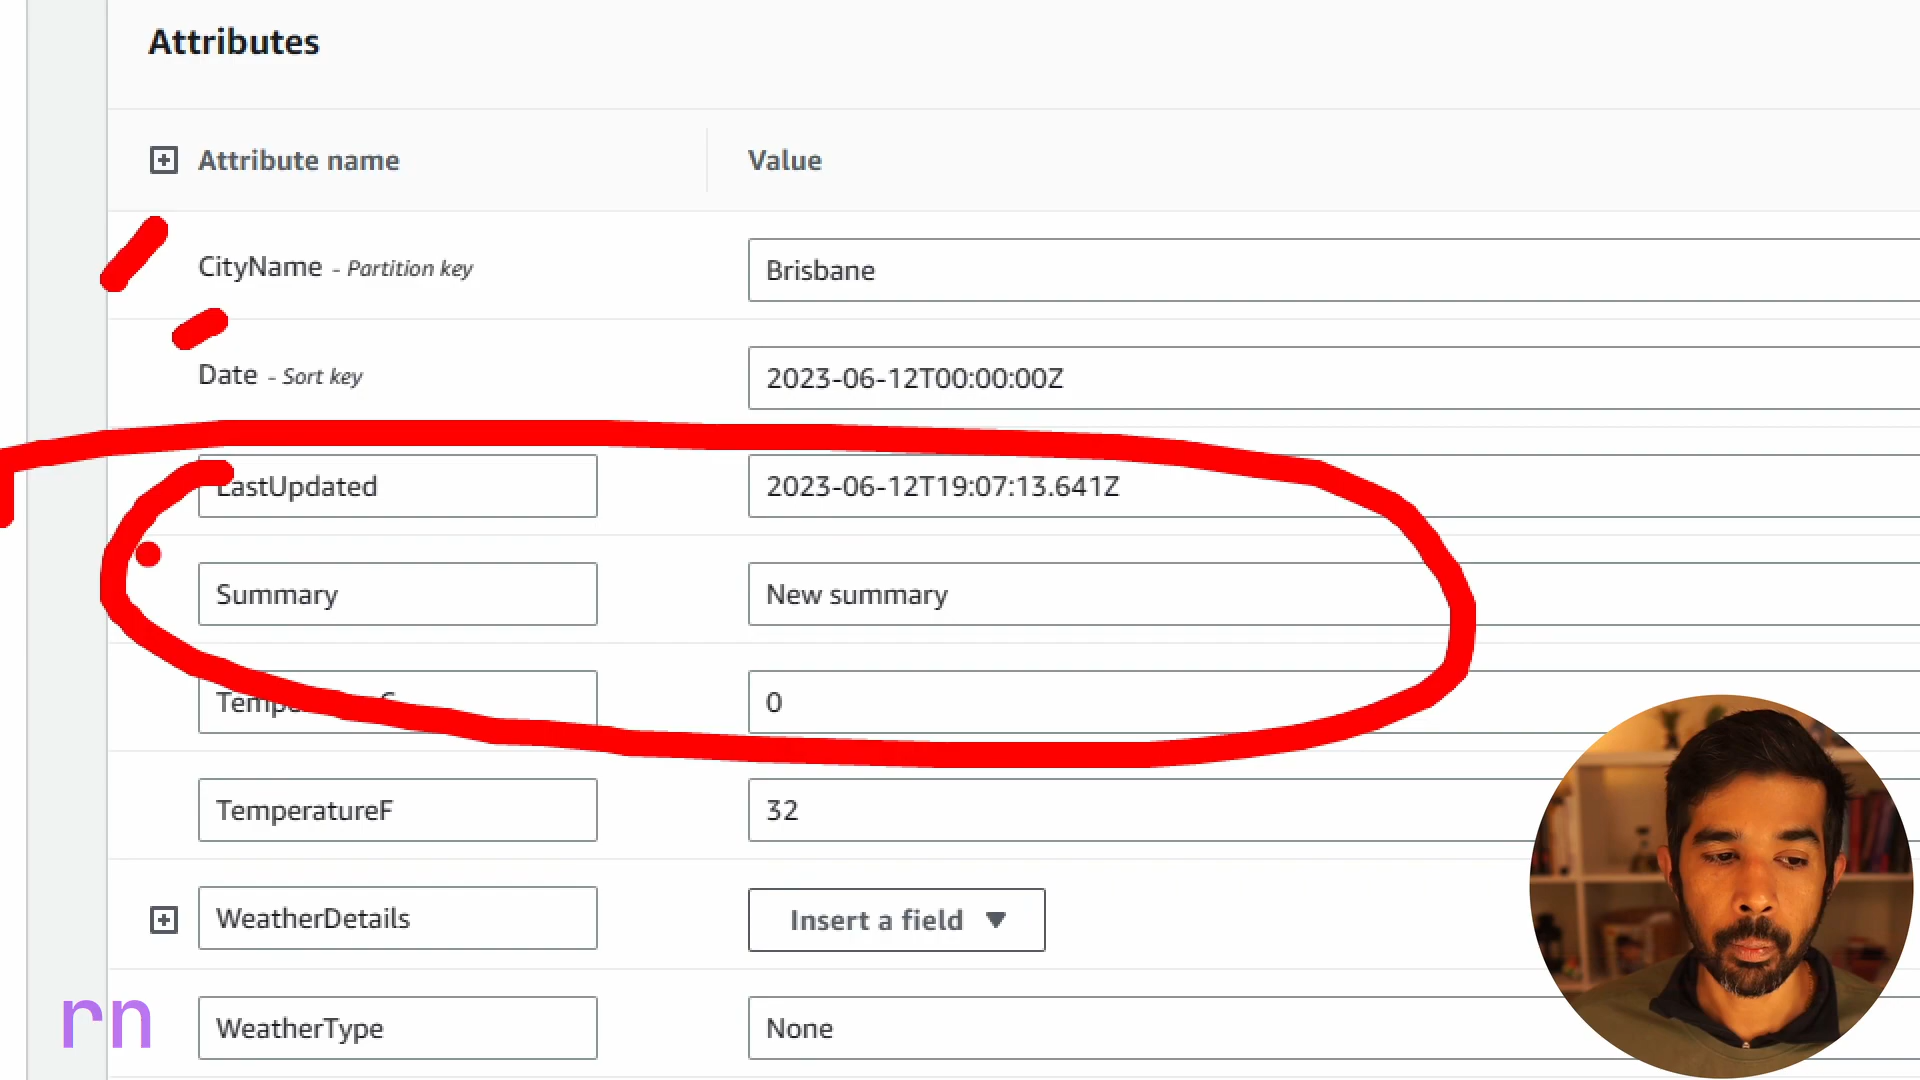 Attributes
Attribute name Value
CityName - Partition key Brisbane
Date - Sort key 2023-06-12T00:00:00Z
LastUpdated 2023-06-12T19:07:13.641Z
Summary New summary
0
TemperatureF 32
WeatherDetails Insert a field
WeatherType None
rn